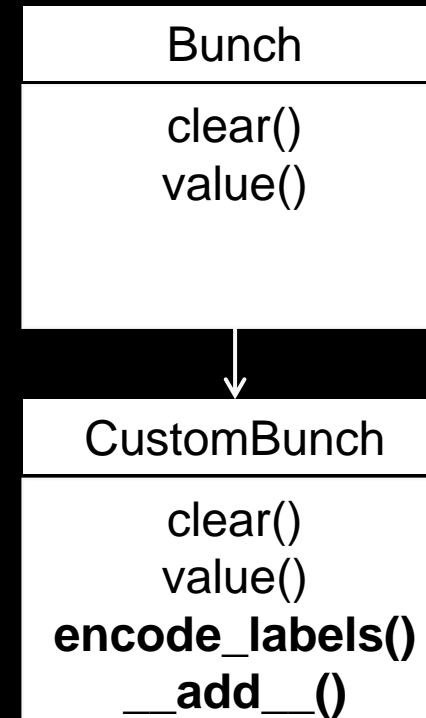 Bunch
clear()
value()
CustomBunch
clear()
value()
encode_labels()
__add__()